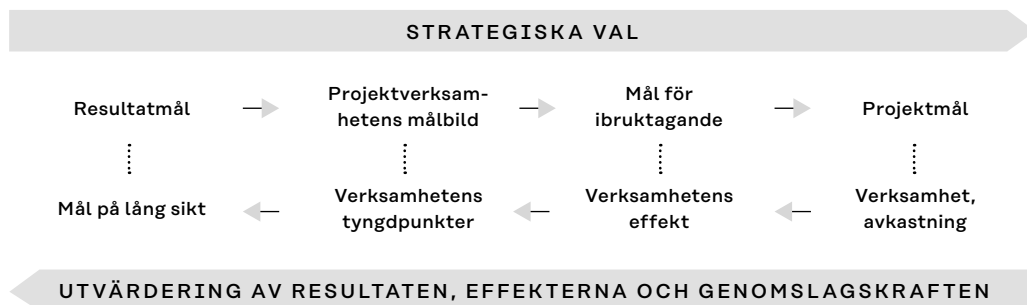 STRATEGISKA VAL
Resultatmål
Projektverksam-
hetens målbild
Mål för
ibruktagande
Projektmål
Mål på lång sikt
Verksamhetens
tyngdpunkter
Verksamhetens
effekt
Verksamhet,
avkastning
UTVÄRDERING AV RESULTATEN, EFFEKTERNA OCH GENOMSLAGSKRAFTEN